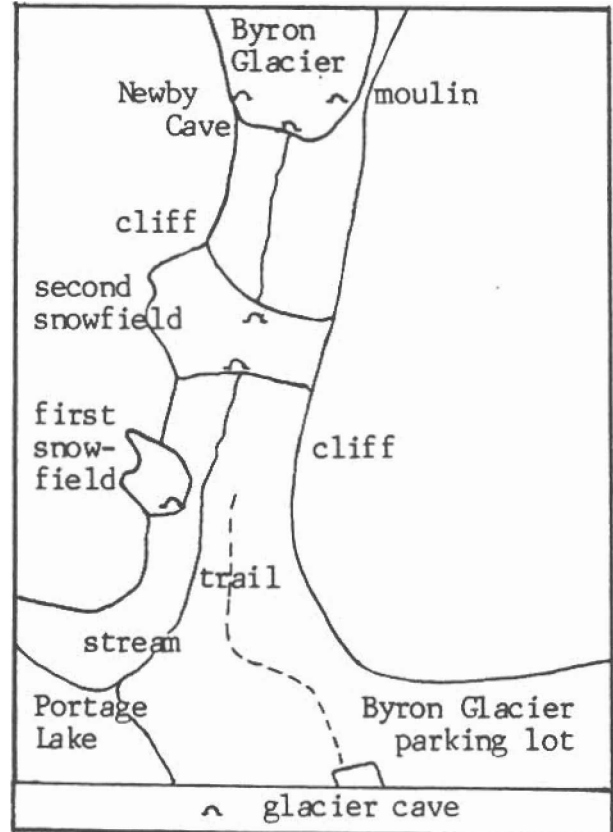 Byron
Glacier
Newby
Cave
moulin
cliff
second
snowfield
first
snow-
field
cliff
trail
stream
Portage
Lake
Byron Glacier
parking lot
glacier cave